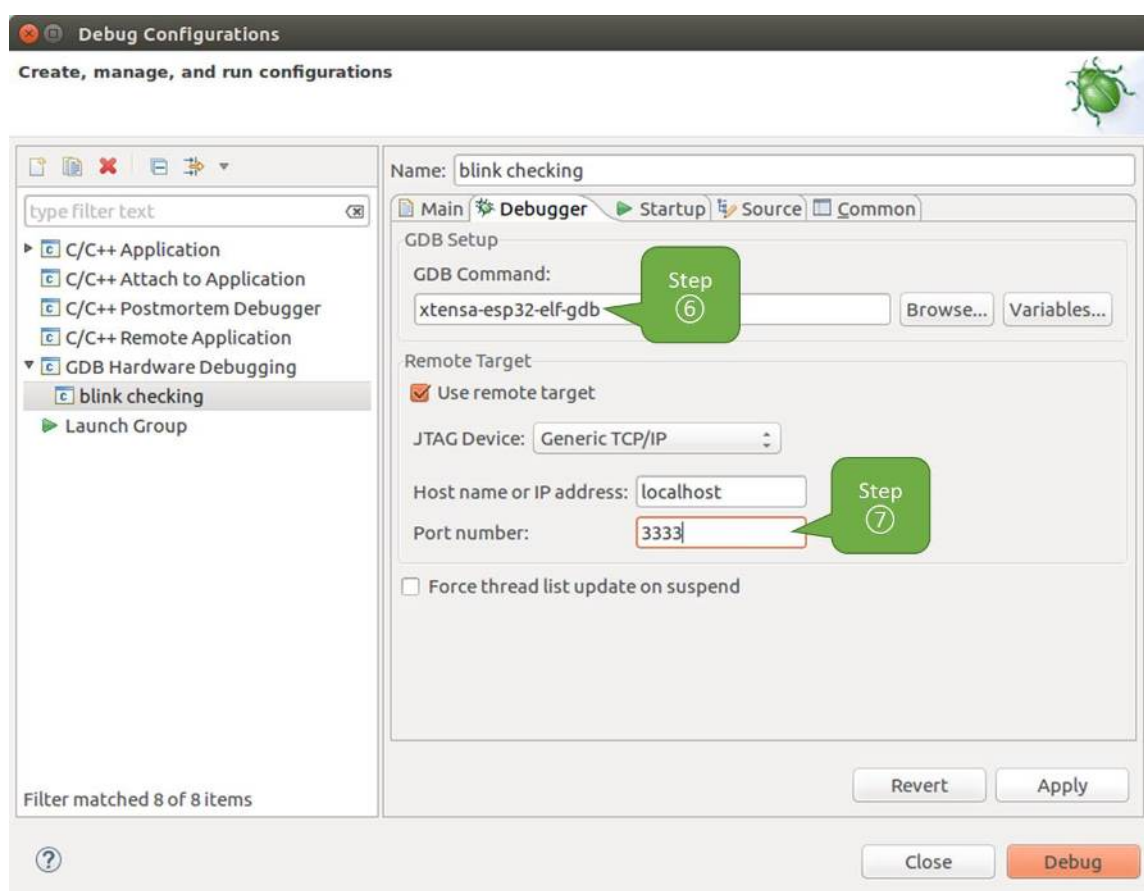 Debug Configurations
Create, manage, and run configurations
type filter text
C/C++ Application
C/C++ Attach to Application
C/C++ Postmortem Debugger
C/C++ Remote Application
GDB Hardware Debugging
blink checking
Launch Group
Filter matched 8 of 8 items
Name: blink checking
Main Debugger Startup Source Common
GDB Setup
GDB Command:
xtensa-esp32-elf-gdb Browse... Variables...
Step
⑥
Remote Target
Use remote target
JTAG Device: Generic TCP/IP
Host name or IP address: localhost
Port number: 3333
Step
⑦
Force thread list update on suspend
Revert Apply
? Close Debug